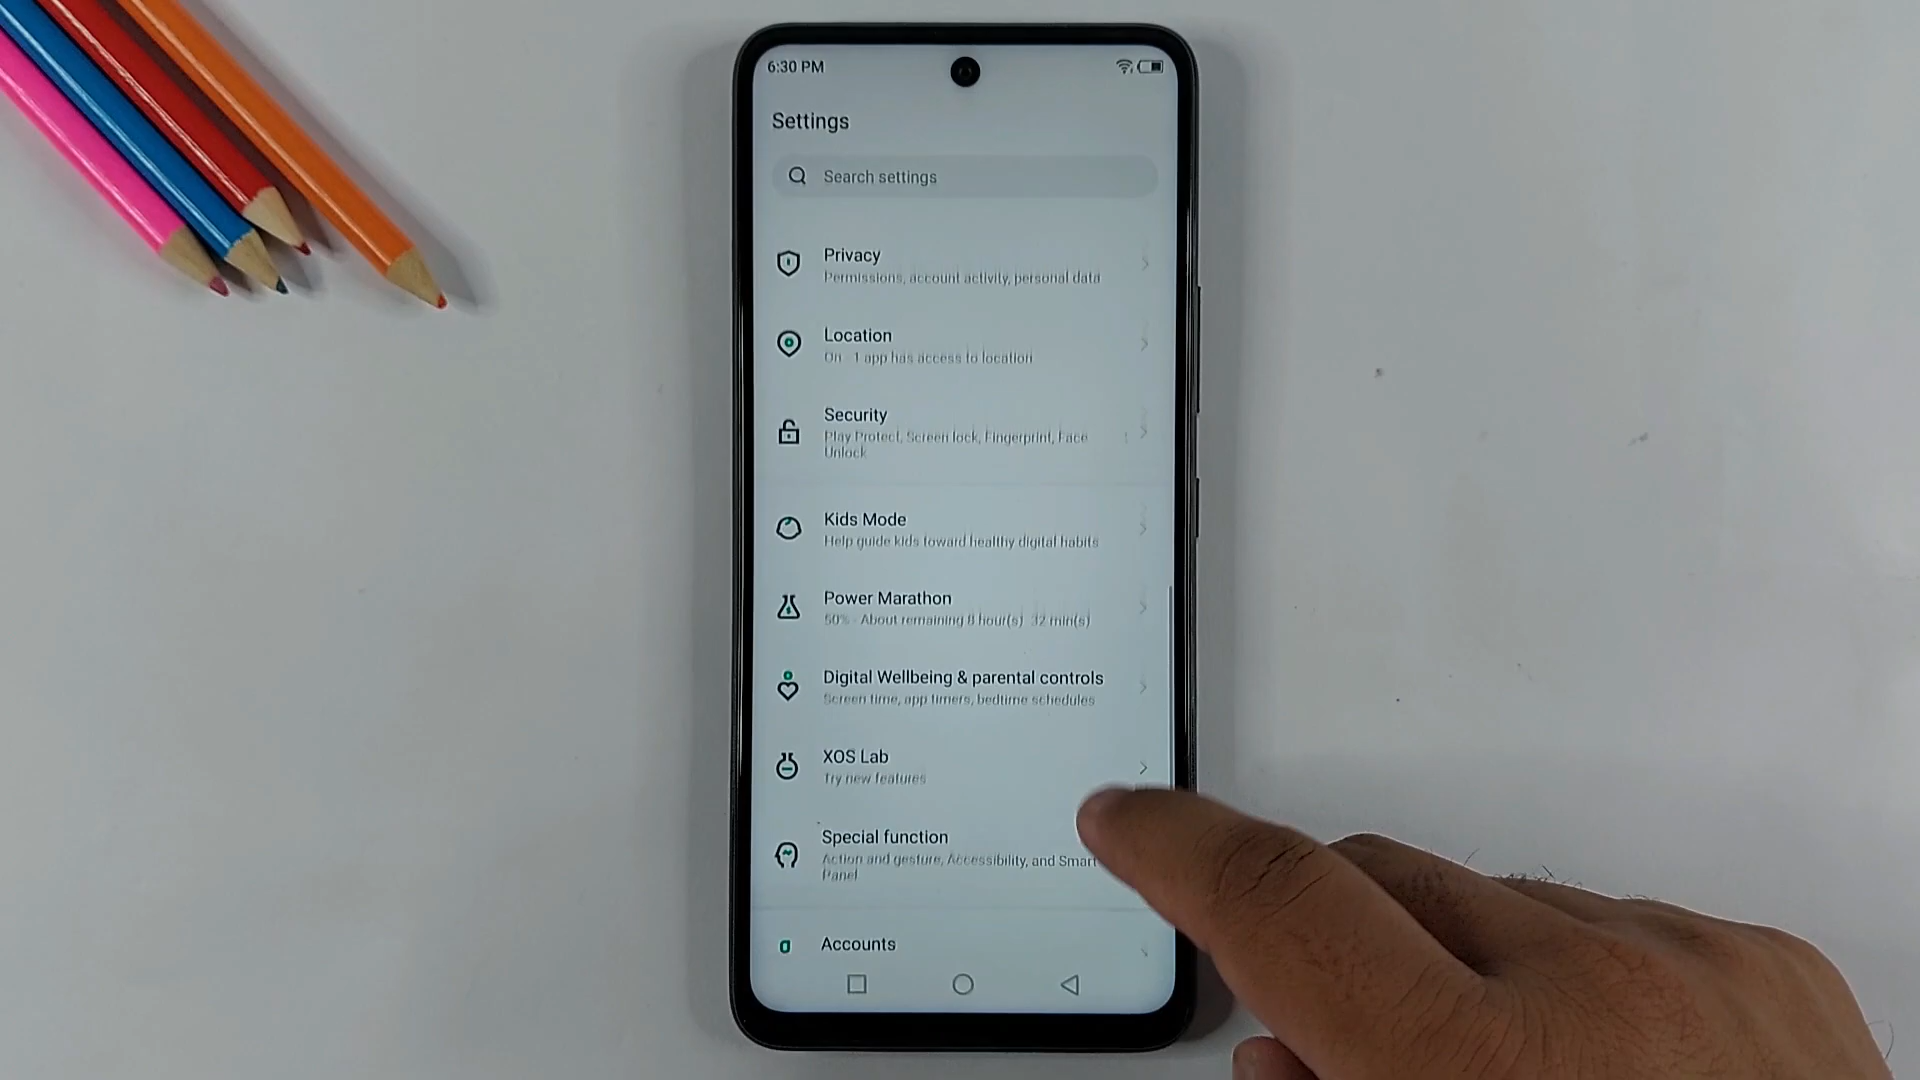 6:30 PM
Settings
Search settings
Privacy
Permissions, account activity, personal data
Location
On - 1 app has access to location
Security
Play Protect, Screen lock, Fingerprint, Face
Unlock
Kids Mode
Help guide kids toward healthy digital habits
Power Marathon
50% - About remaining 8 hour(s) 32 min(s)
Digital Wellbeing & parental controls
Screen time, app timers, bedtime schedules
XOS Lab
Try new features
Special function
Action and gesture, Accessibility, and Smart
Panel
Accounts